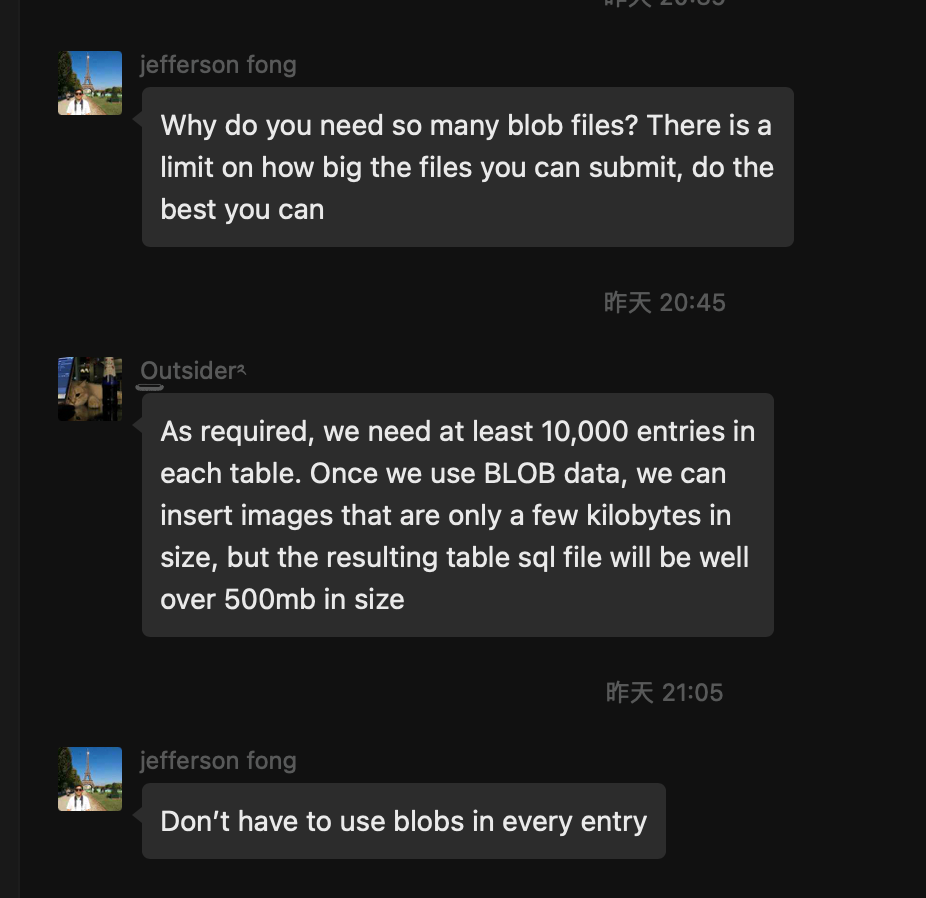 昨天 20:35
jefferson fong
Why do you need so many blob files? There is a
limit on how big the files you can submit, do the
best you can
昨天 20:45
Outsider
As required, we need at least 10,000 entries in
each table. Once we use BLOB data, we can
insert images that are only a few kilobytes in
size, but the resulting table sql file will be well
over 500mb in size
昨天 21:05
jefferson fong
Don’t have to use blobs in every entry